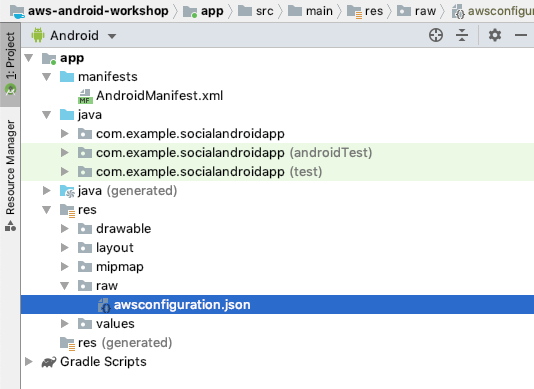 aws-android-workshop app src main res raw awsconfigu
1: Project
Resource Manager
Android
app
manifests
MF AndroidManifest.xml
java
com.example.socialandroidapp
com.example.socialandroidapp (androidTest)
com.example.socialandroidapp (test)
java (generated)
res
drawable
layout
mipmap
raw
awsconfiguration.json
values
res (generated)
Gradle Scripts